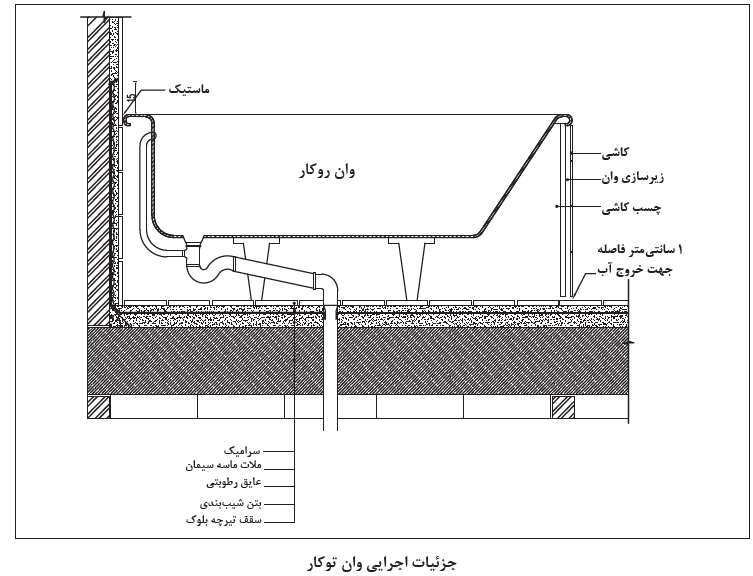 ماستیک
15
وان روکار
کاشی
زیرسازی وان
چسب کاشی
۱ سانتی‌متر فاصله
جهت خروج آب
سرامیک
ملات ماسه سیمان
عایق رطوبتی
بتن شیب‌بندی
سقف تیرچه بلوک
جزئیات اجرایی وان توکار